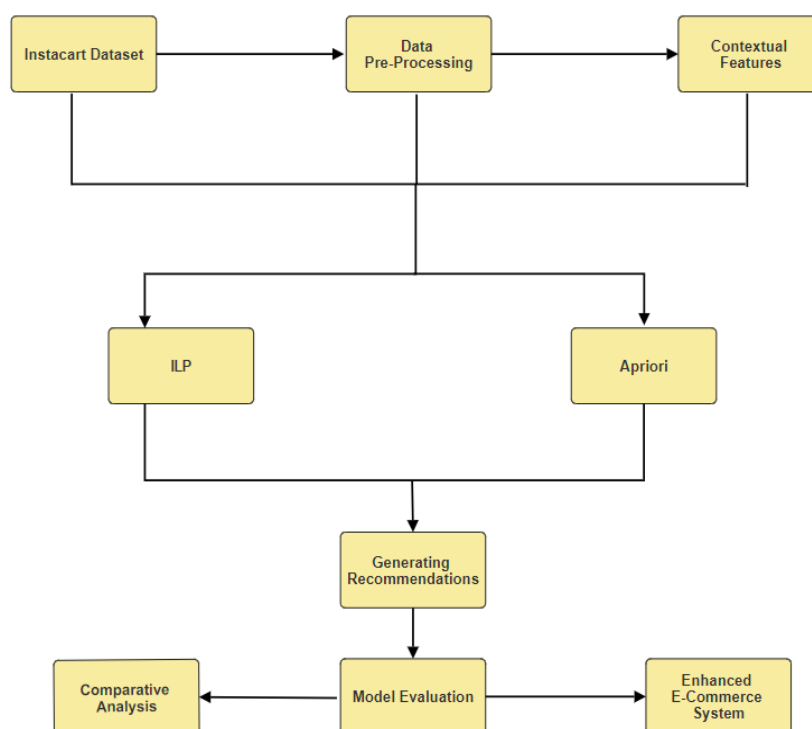 Instacart Dataset
Data
Pre-Processing
Contextual
Features
ILP
Apriori
Generating
Recommendations
Comparative
Analysis
Model Evaluation
Enhanced
E-Commerce
System